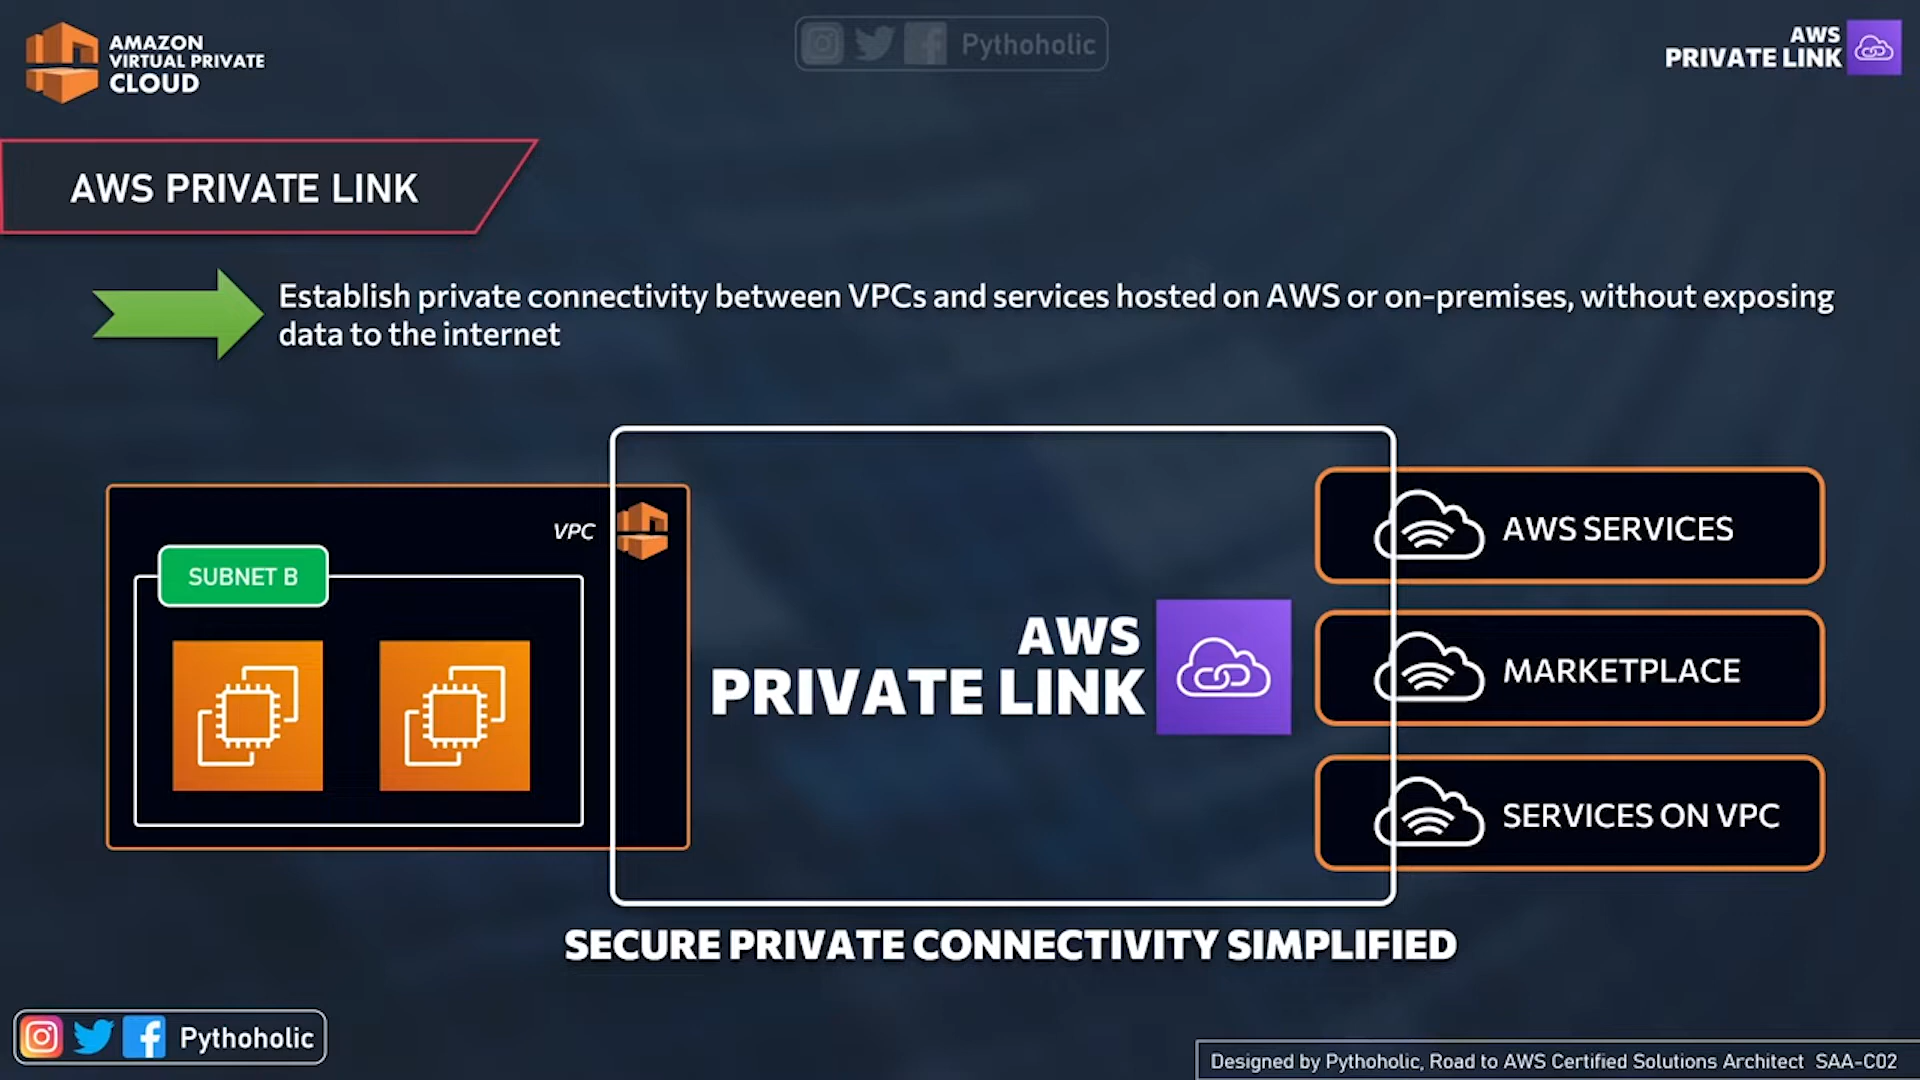 AMAZON
VIRTUAL PRIVATE
CLOUD
Pythoholic
AWS
PRIVATE LINK
AWS PRIVATE LINK
Establish private connectivity between VPCs and services hosted on AWS or on-premises, without exposing
data to the internet
VPC
SUBNET B
AWS
PRIVATE LINK
AWS SERVICES
MARKETPLACE
SERVICES ON VPC
SECURE PRIVATE CONNECTIVITY SIMPLIFIED
Pythoholic
Designed by Pythoholic, Road to AWS Certified Solutions Architect SAA-C02